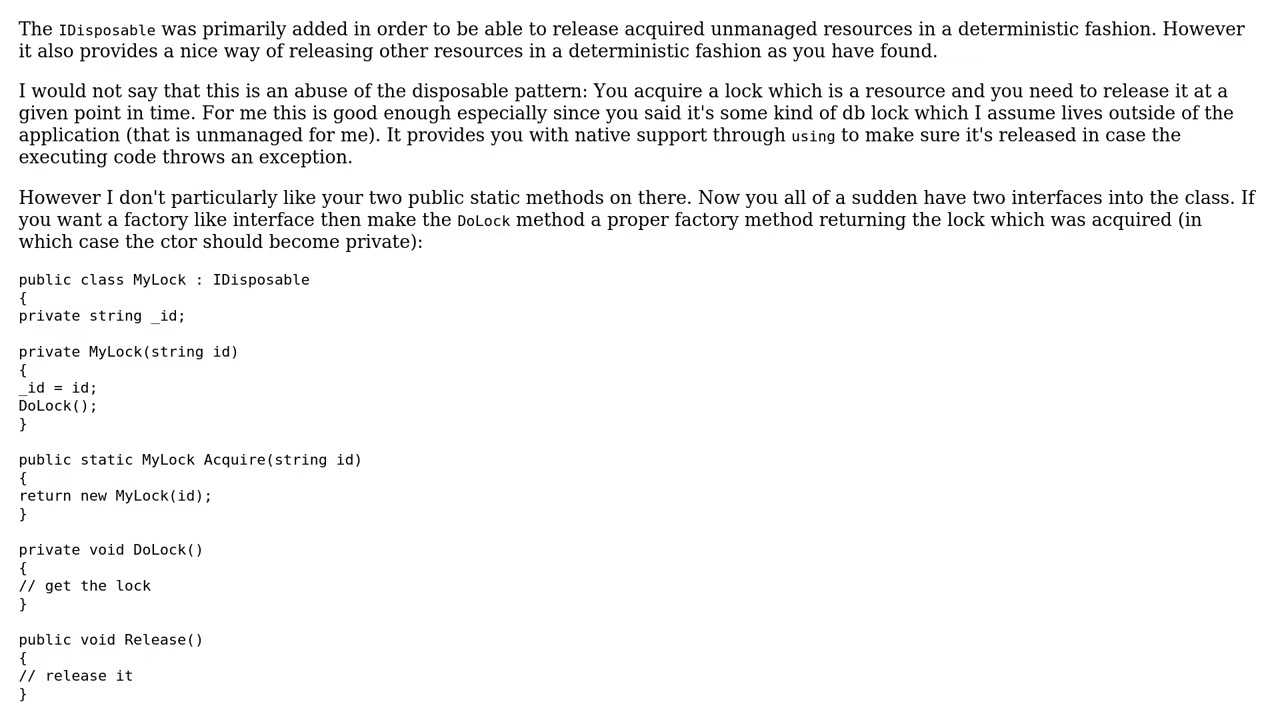 The IDisposable was primarily added in order to be able to release acquired unmanaged resources in a deterministic fashion. However
it also provides a nice way of releasing other resources in a deterministic fashion as you have found.
I would not say that this is an abuse of the disposable pattern: You acquire a lock which is a resource and you need to release it at a
given point in time. For me this is good enough especially since you said it's some kind of db lock which I assume lives outside of the
application (that is unmanaged for me). It provides you with native support through using to make sure it's released in case the
executing code throws an exception.
However I don't particularly like your two public static methods on there. Now you all of a sudden have two interfaces into the class. If
you want a factory like interface then make the DoLock method a proper factory method returning the lock which was acquired (in
which case the ctor should become private):
public class MyLock : IDisposable
{
private string _id;
private MyLock(string id)
{
_id = id;
DoLock();
}
public static MyLock Acquire(string id)
{
return new MyLock(id);
}
private void DoLock()
{
// get the lock
}
public void Release()
{
// release it
}